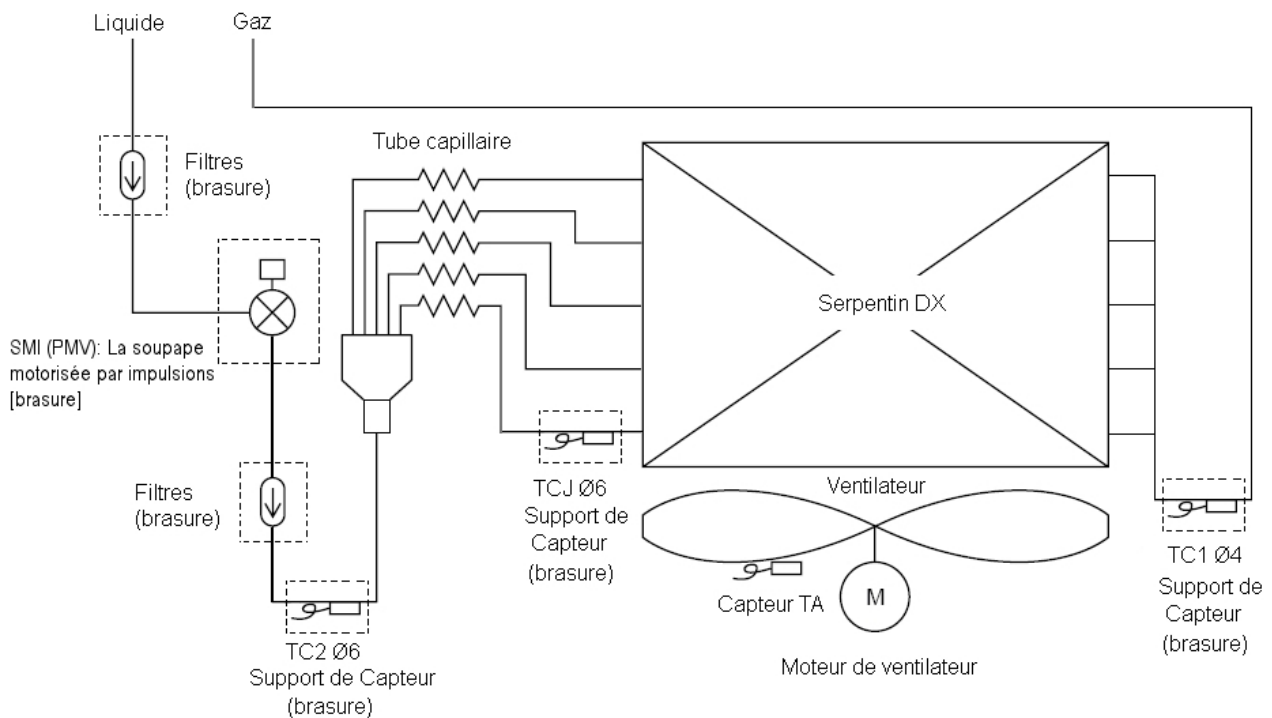 Liquide
Gaz
Tube capillaire
Filtres
(brasure)
Serpentin DX
SMI (PMV): La soupape
motorisée par impulsions
[brasure]
Filtres
(brasure)
TCJ Ø6
Support de
Capteur
(brasure)
Ventilateur
Capteur TA
M
Moteur de ventilateur
TC1 Ø4
Support de
Capteur
(brasure)
TC2 Ø6
Support de Capteur
(brasure)